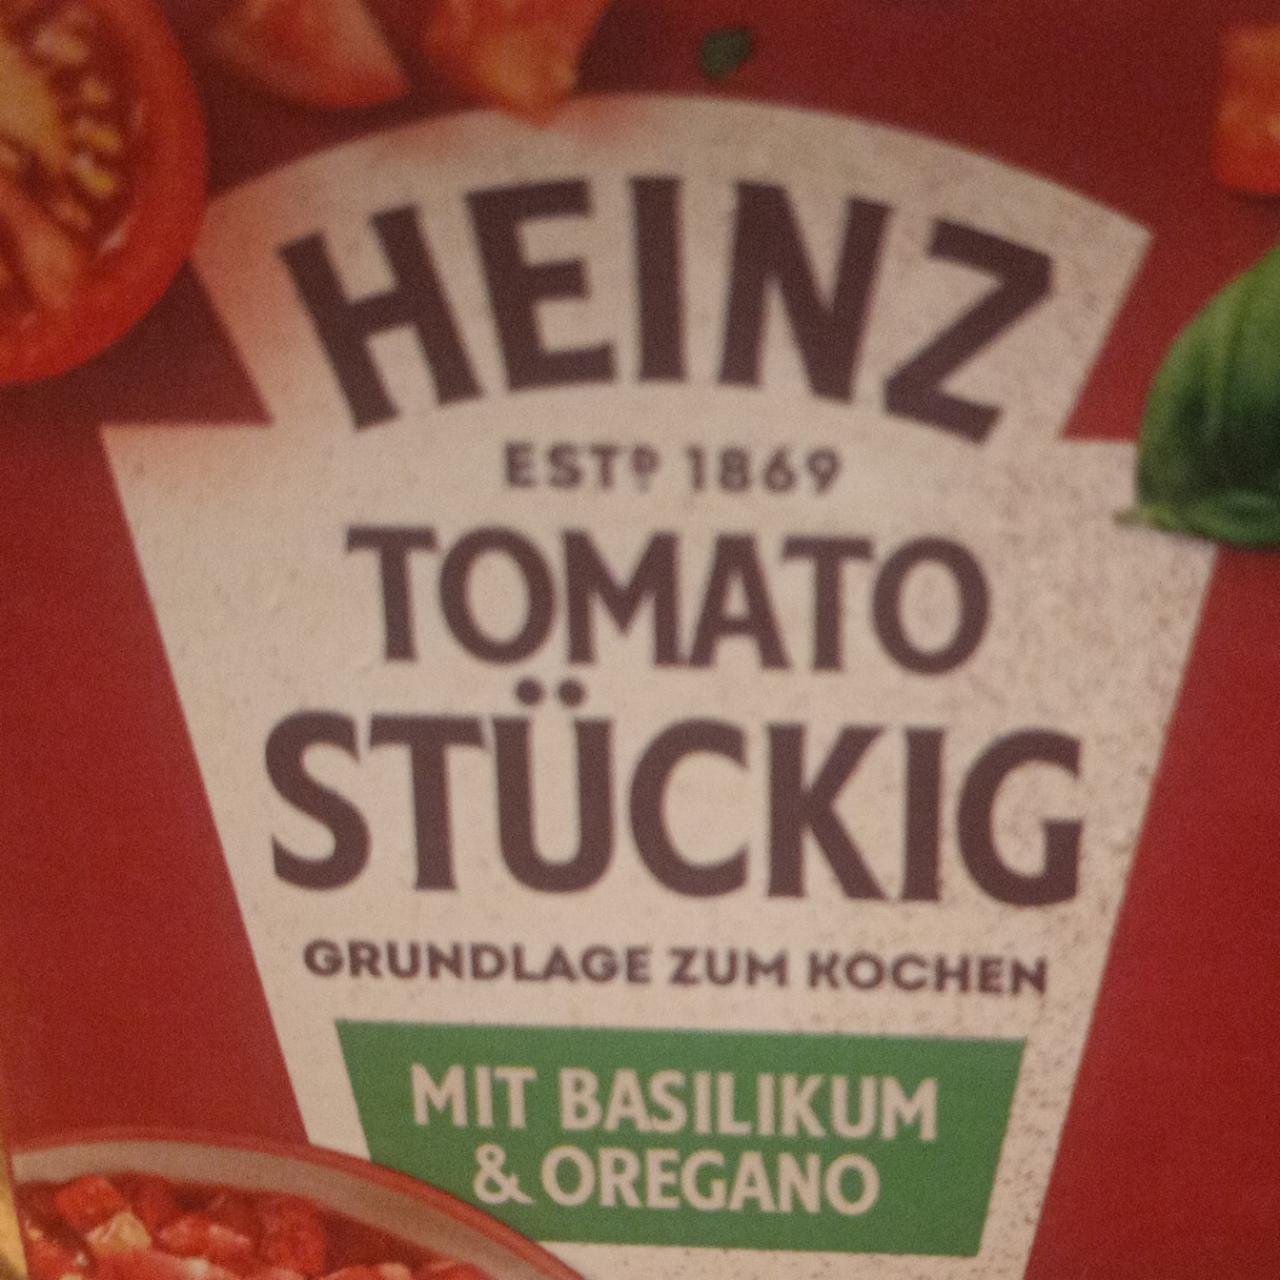 HEINZ
ESTD 1869
TOMATO
STÜCKIG
GRUNDLAGE ZUM KOCHEN
MIT BASILIKUM
& OREGANO